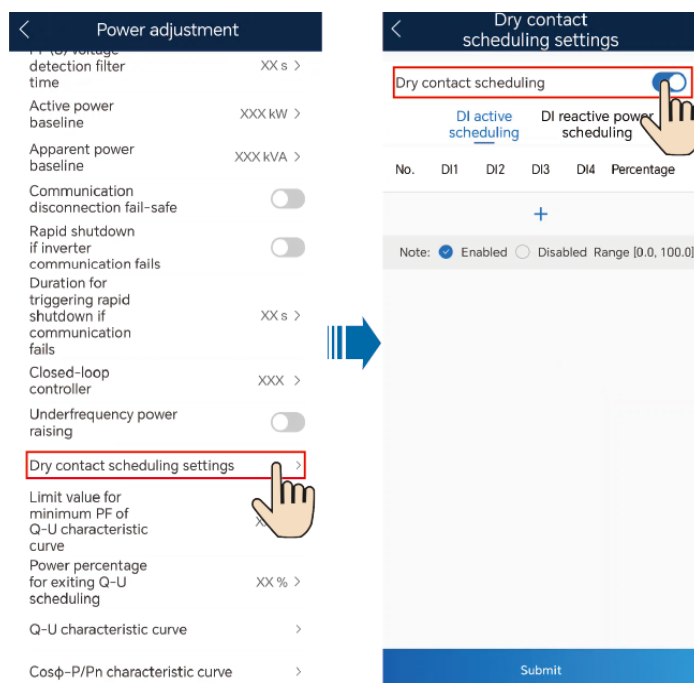 Power adjustment
detection filter
time
XX s >
Active power
baseline
XXX kW >
Apparent power
baseline
XXX kVA >
Communication
disconnection fail-safe
Rapid shutdown
if inverter
communication fails
Duration for
triggering rapid
shutdown if
communication
fails
XX s >
Closed-loop
controller
XXX >
Underfrequency power
raising
Dry contact scheduling settings >
Limit value for
minimum PF of
Q-U characteristic
curve
Power percentage
for exiting Q-U
scheduling
XX % >
Q-U characteristic curve >
Cosϕ-P/Pn characteristic curve >
Dry contact
scheduling settings
Dry contact scheduling
DI active
scheduling
DI reactive power
scheduling
No. DI1 DI2 DI3 DI4 Percentage
+
Note: Enabled Disabled Range [0.0, 100.0]
Submit